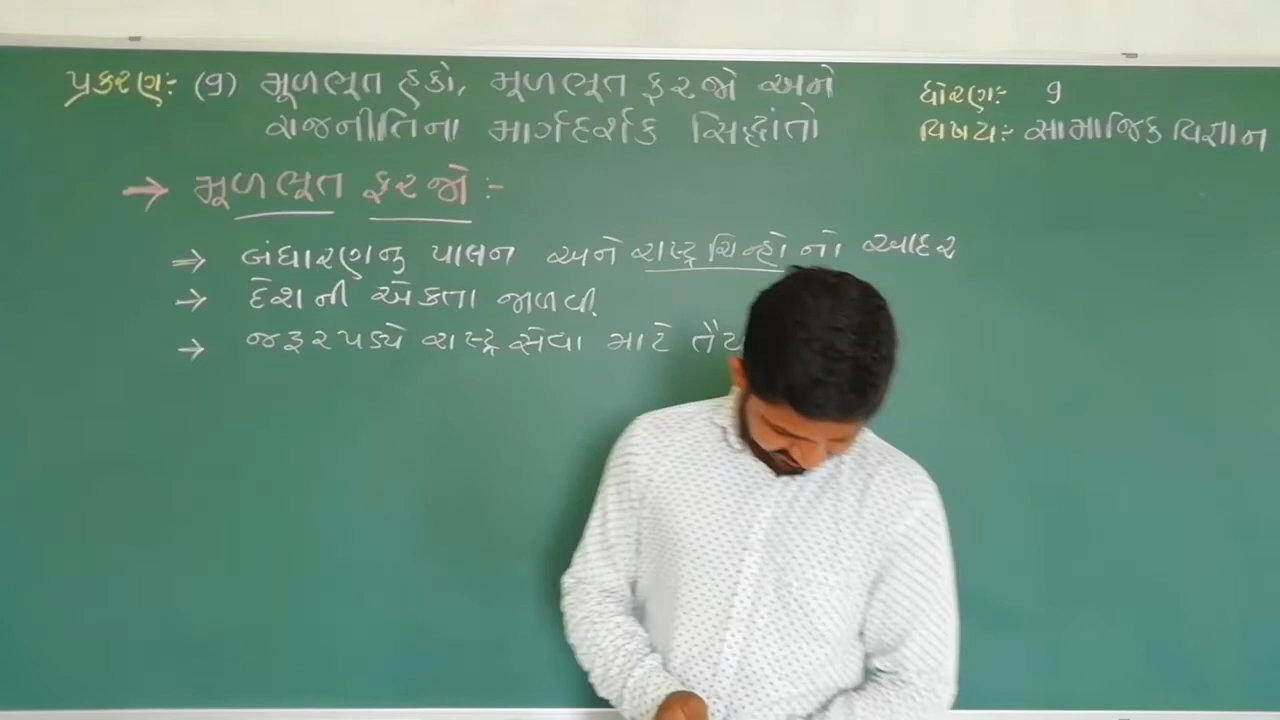 પ્રકરણઃ (9) મૂળભૂત હકો, મૂળભૂત ફરજો અને
રાજનીતિના માર્ગદર્શક સિદ્ધાંતો
ધોરણઃ 9
વિષયઃ સામાજિક વિજ્ઞાન
→ મૂળભૂત ફરજો :-
→ બંધારણનુ પાલન અને રાષ્ટ્રચિન્હો નો આદર
→ દેશની એકતા જાળવી.
→ જરૂર પડ્યે રાષ્ટ્રસેવા માટે